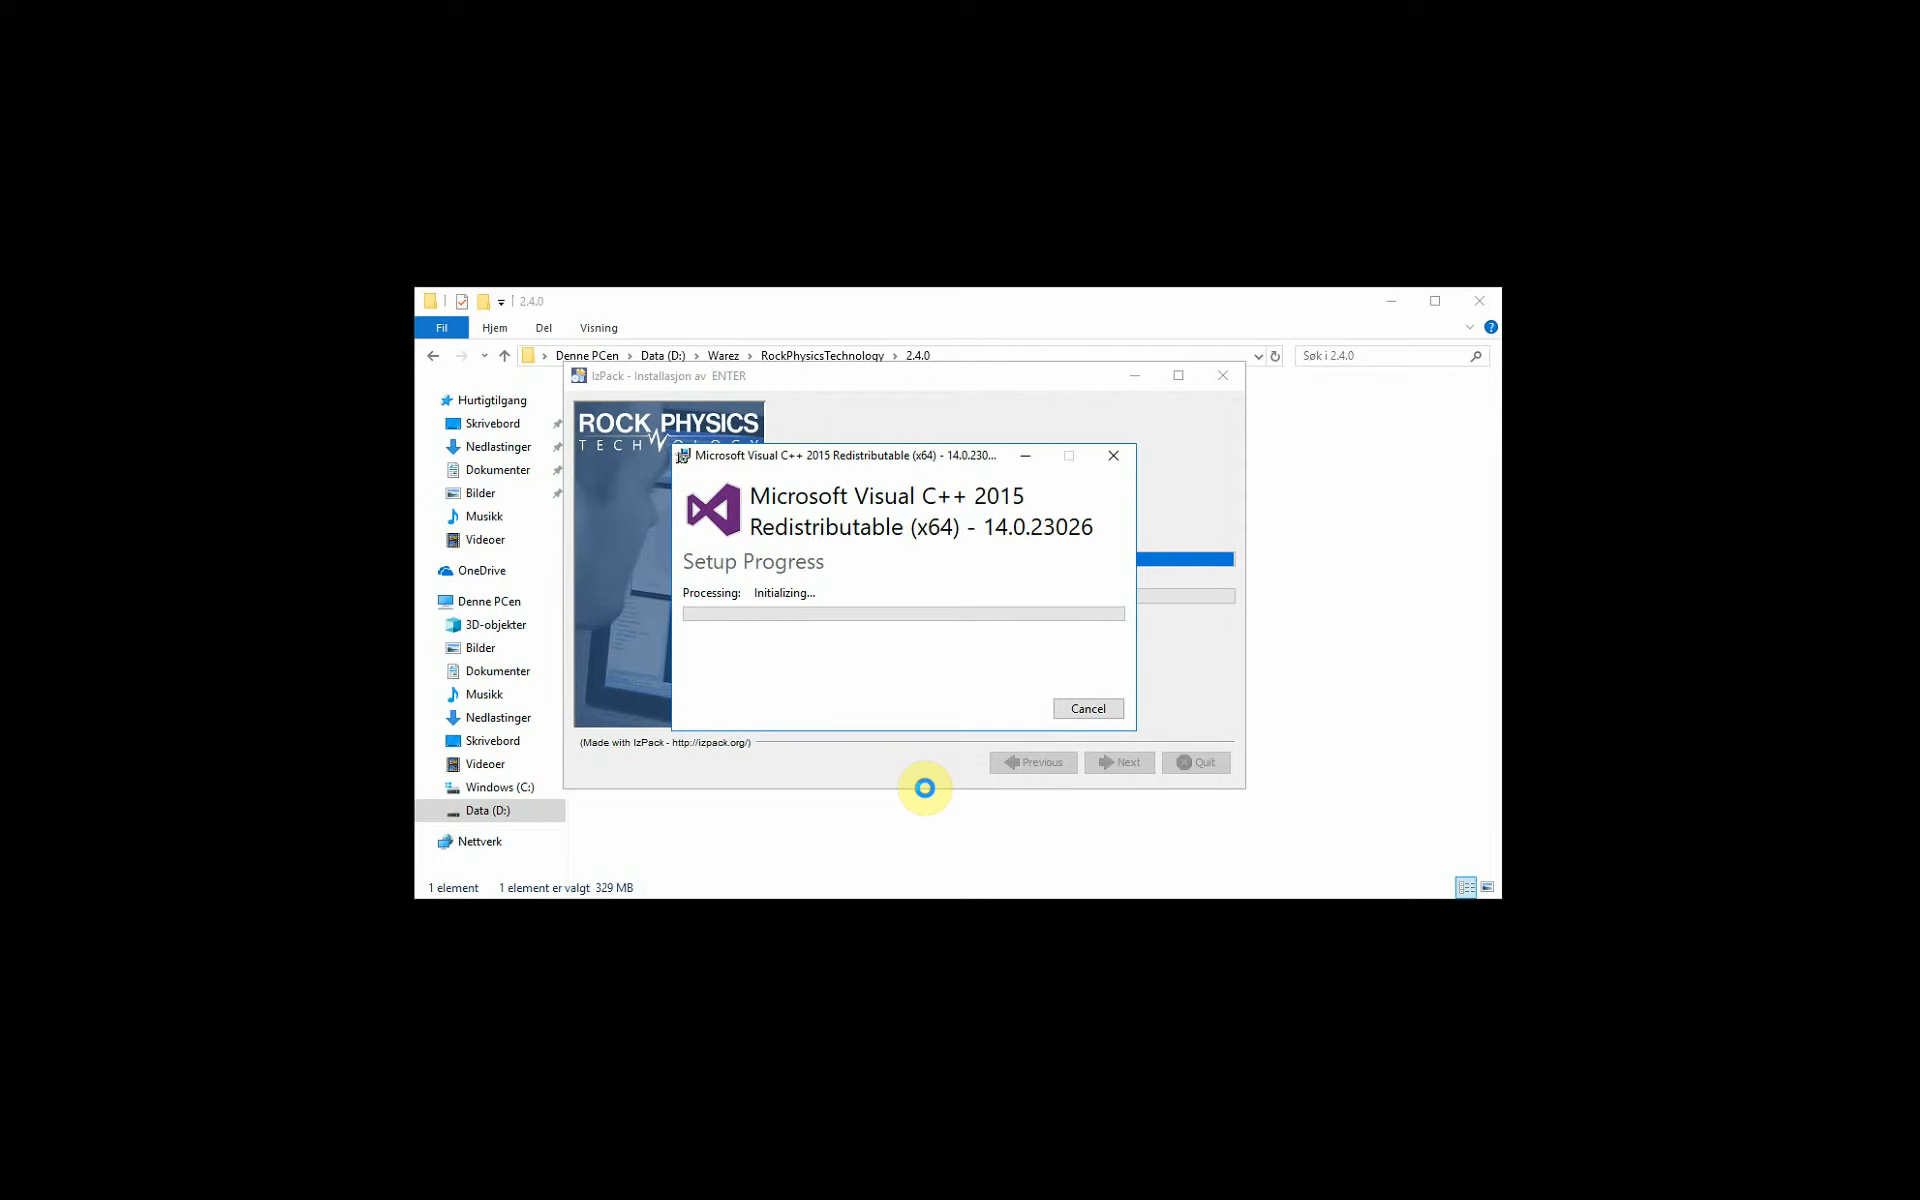 2.4.0
Fil Hjem Del Visning
Denne PCen Data (D:) Warez RockPhysicsTechnology 2.4.0
Søk i 2.4.0
IzPack - Installasjon av ENTER
Hurtigtilgang
Skrivebord
Nedlastinger
Dokumenter
Bilder
Musikk
Videoer
OneDrive
Denne PCen
3D-objekter
Bilder
Dokumenter
Musikk
Nedlastinger
Skrivebord
Videoer
Windows (C:)
Data (D:)
Nettverk
ROCK PHYSICS
Microsoft Visual C++ 2015 Redistributable (x64) - 14.0.230...
Microsoft Visual C++ 2015
Redistributable (x64) - 14.0.23026
Setup Progress
Processing: Initializing...
Cancel
(Made with IzPack - http://izpack.org/)
Previous Next Quit
1 element 1 element er valgt 329 MB